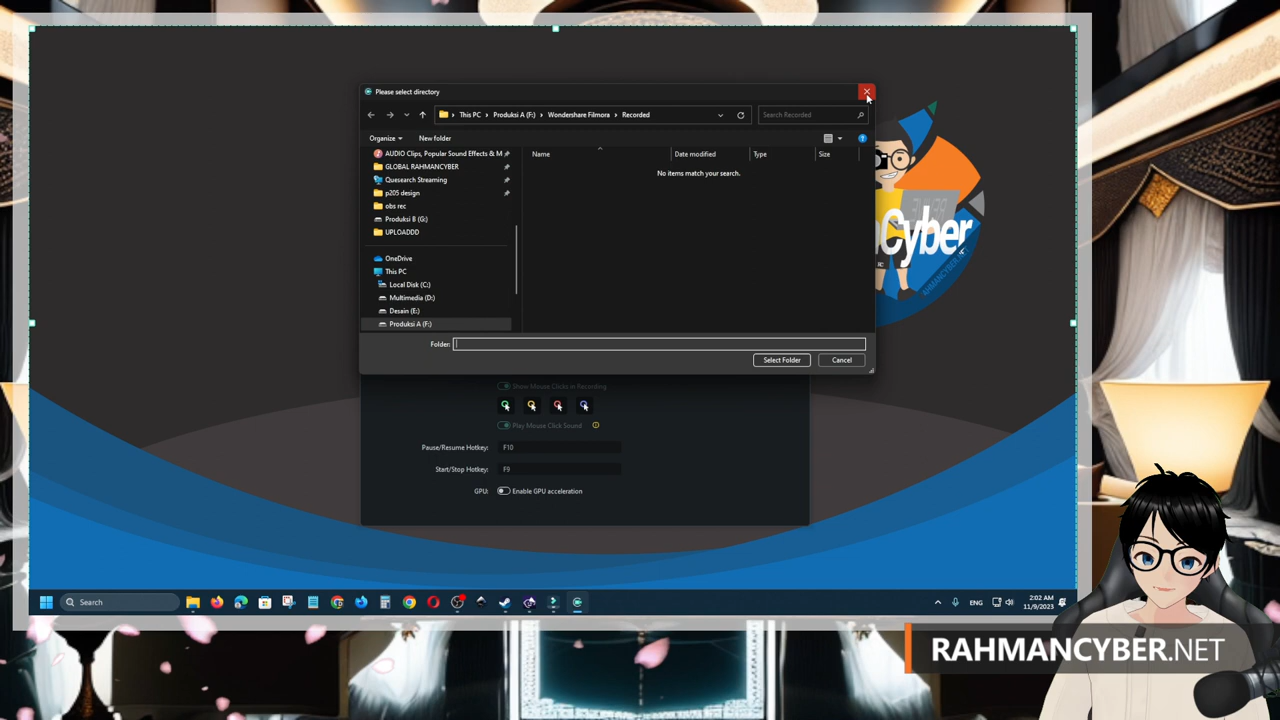 Please select directory
This PC
Produksi A (F:)
Wondershare Filmora
Recorded
Search Recorded
Organize
New folder
AUDIO Clips, Popular Sound Effects & M
GLOBAL RAHMANCYBER
Quesearch Streaming
p205 design
obs rec
Produksi B (G:)
UPLOADDD
OneDrive
This PC
Local Disk (C:)
Multimedia (D:)
Desain (E:)
Produksi A (F:)
Name
Date modified
Type
Size
No items match your search.
Folder:
Select Folder
Cancel
Cyber
Show Mouse Clicks in Recording
Play Mouse Click Sound
Pause/Resume Hotkey: F10
Start/Stop Hotkey: F9
GPU: Enable GPU acceleration
Search
ENG
2:02 AM
11/9/2023
RAHMANCYBER.NET